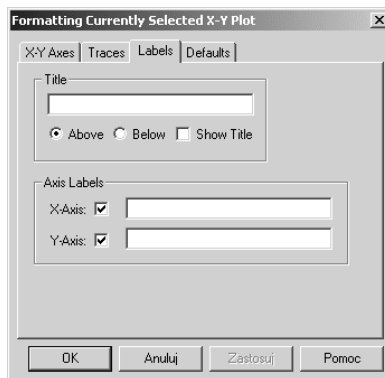 Formatting Currently Selected X-Y Plot
X-Y Axes Traces Labels Defaults
Title
Above Below Show Title
Axis Labels
X-Axis:
Y-Axis:
OK Anuluj Zastosuj Pomoc